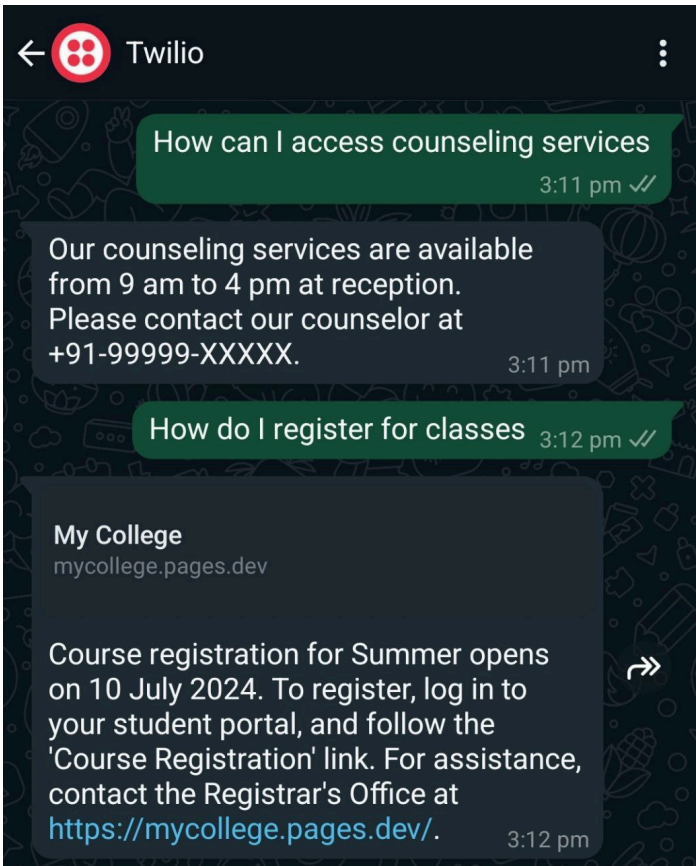 Twilio
How can I access counseling services
3:11 pm
Our counseling services are available
from 9 am to 4 pm at reception.
Please contact our counselor at
+91-99999-XXXXX.
3:11 pm
How do I register for classes 3:12 pm
My College
mycollege.pages.dev
Course registration for Summer opens
on 10 July 2024. To register, log in to
your student portal, and follow the
'Course Registration' link. For assistance,
contact the Registrar's Office at
https://mycollege.pages.dev/.
3:12 pm